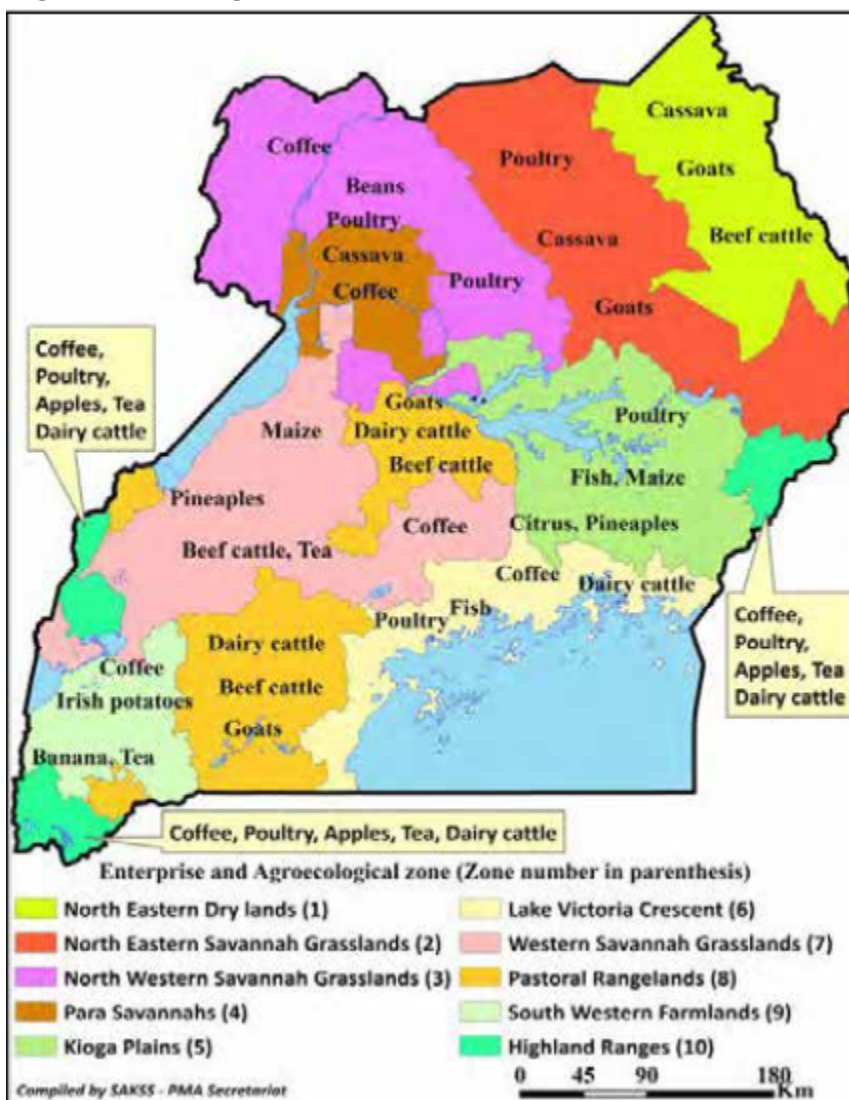 Coffee
Cassava
Poultry
Goats
Beans
Poultry
Beef cattle
Cassava
Cassava
Coffee
Poultry
Goats
Coffee,
Poultry,
Apples, Tea
Dairy cattle
Goats
Poultry
Maize
Dairy cattle
Beef cattle
Fish, Maize
Pineaples
Coffee
Citrus, Pineaples
Beef cattle, Tea
Coffee
Dairy cattle
Poultry
Fish
Coffee,
Poultry,
Apples, Tea
Dairy cattle
Dairy cattle
Coffee
Beef cattle
Irish potatoes
Goats
Banana, Tea
Coffee, Poultry, Apples, Tea, Dairy cattle
Enterprise and Agroecological zone (Zone number in parenthesis)
North Eastern Dry lands (1)
North Eastern Savannah Grasslands (2)
North Western Savannah Grasslands (3)
Para Savannahs (4)
Kioga Plains (5)
Lake Victoria Crescent (6)
Western Savannah Grasslands (7)
Pastoral Rangelands (8)
South Western Farmlands (9)
Highland Ranges (10)
Compiled by SAKSS - PMA Secretariat
0 45 90 180
Km